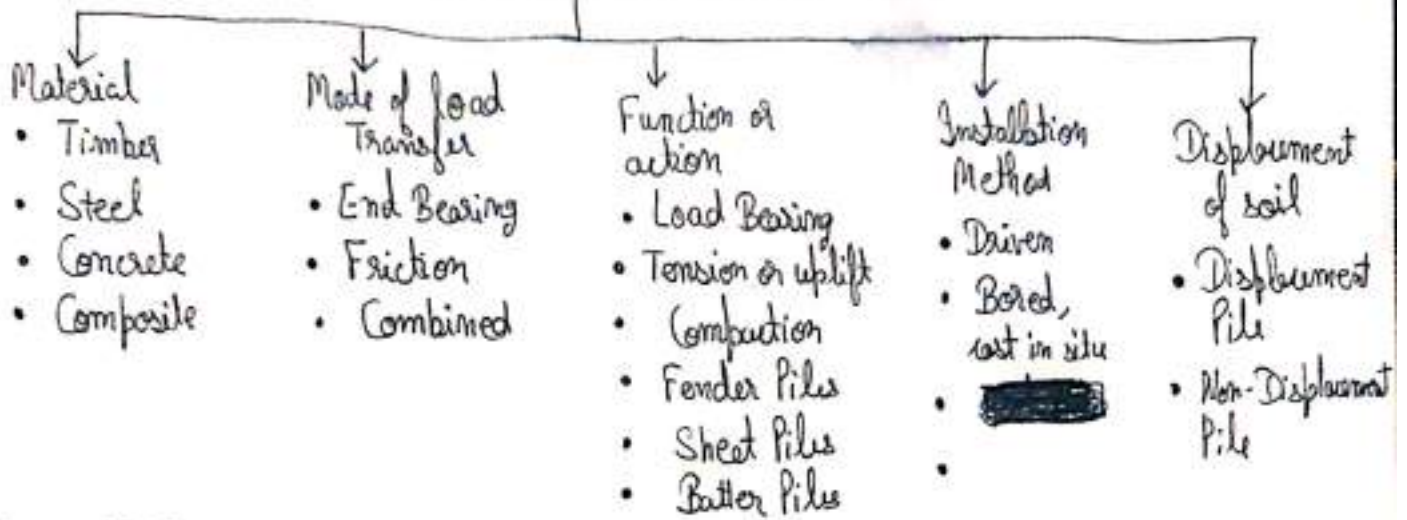 Material
• Timber
• Steel
• Concrete
• Composite
Mode of load
Transfer
• End Bearing
• Friction
• Combined
Function or
action
• Load Bearing
• Tension or uplift
• Compaction
• Fender Piles
• Sheet Piles
• Batter Piles
Installation
Method
• Driven
• Bored,
cast in situ
•
•
Displacement
of soil
• Displacement
Pile
• Non-Displacement
Pile